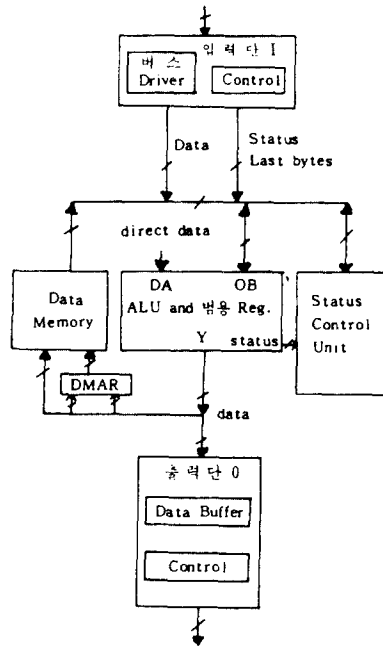 입력단 I
버스
Driver
Control
Data
Status
Last bytes
direct data
Data
Memory
DA
OB
ALU and 범용 Reg.
Y
status
Status
Control
Unit
DMAR
data
출력단 O
Data Buffer
Control